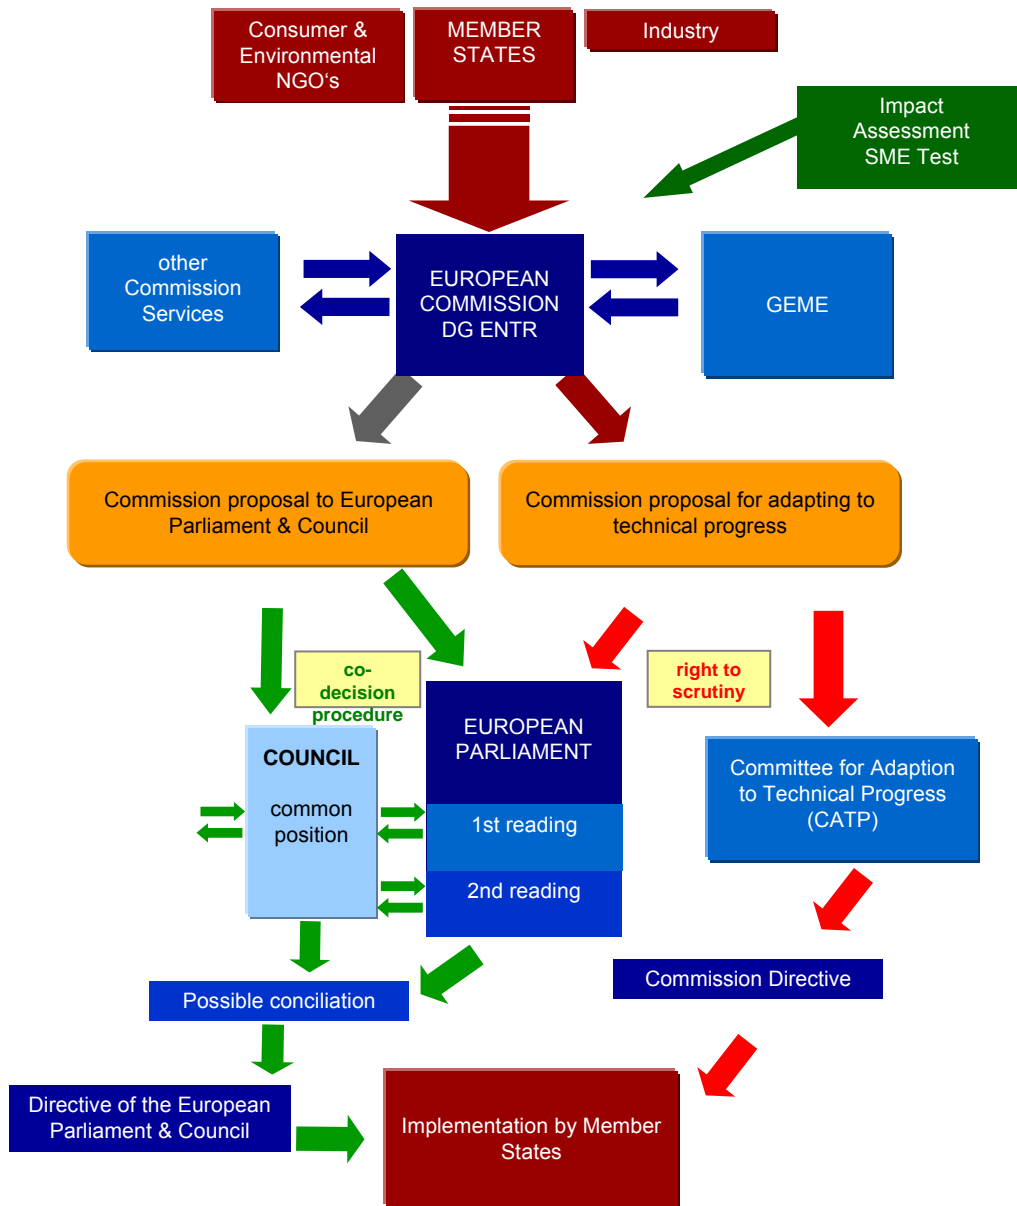 Consumer &
Environmental
NGO‘s
MEMBER
STATES
Industry
Impact
Assessment
SME Test
other
Commission
Services
EUROPEAN
COMMISSION
DG ENTR
GEME
Commission proposal to European
Parliament & Council
Commission proposal for adapting to
technical progress
co-
decision
procedure
right to
scrutiny
COUNCIL
common
position
EUROPEAN
PARLIAMENT
1st reading
2nd reading
Committee for Adaption
to Technical Progress
(CATP)
Possible conciliation
Commission Directive
Directive of the European
Parliament & Council
Implementation by Member
States